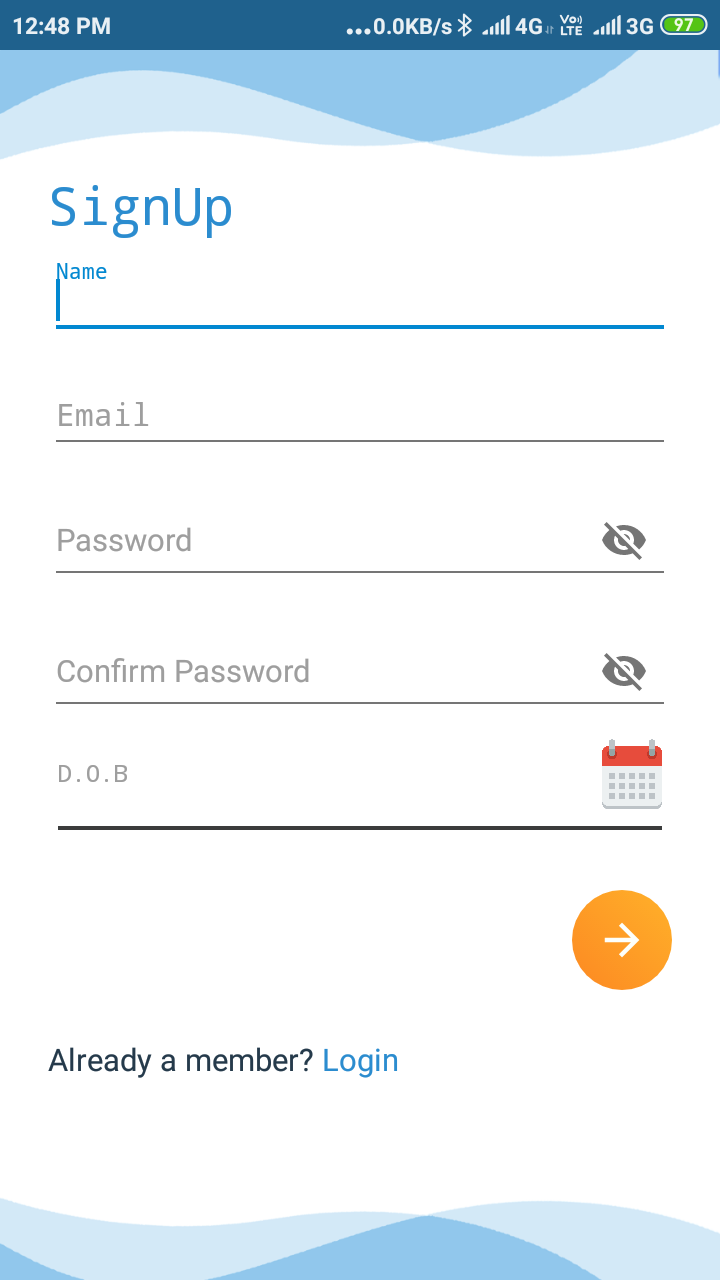 12:48 PM ...0.0KB/s 4G Vo LTE 3G 97
SignUp
Name
Email
Password
Confirm Password
D.O.B
Already a member? Login